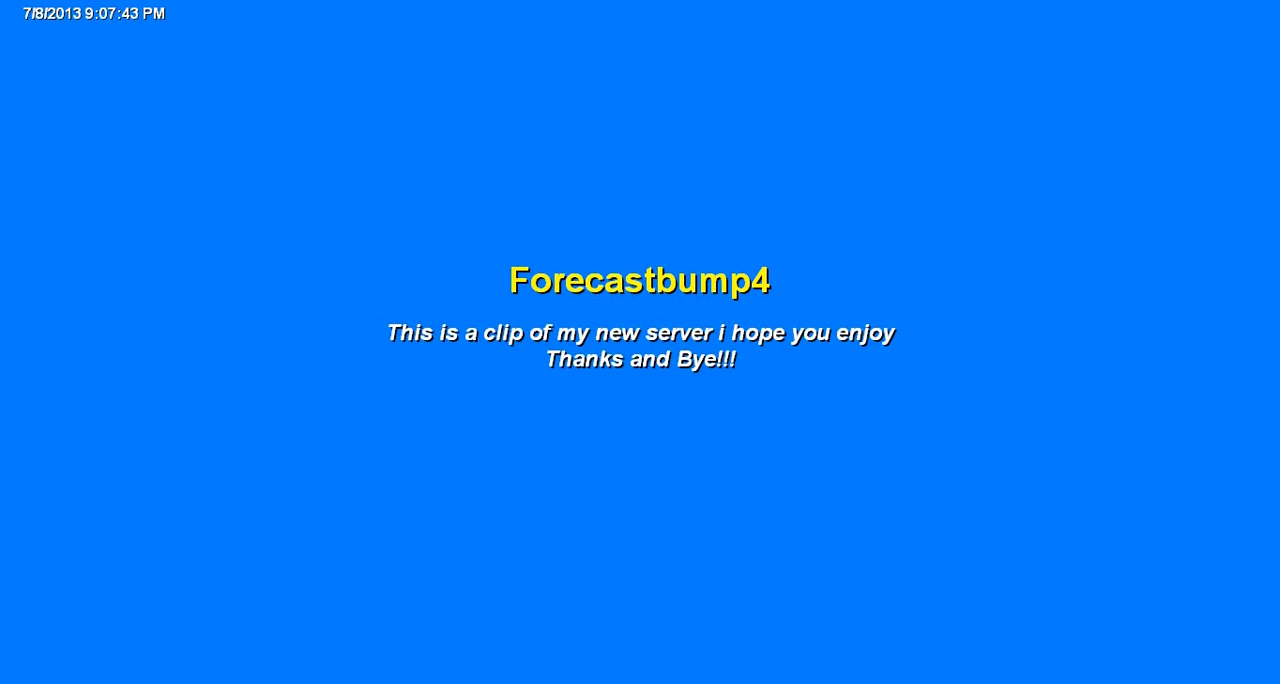 7/8/2013 9:07:43 PM
Forecastbump4
This is a clip of my new server i hope you enjoy
Thanks and Bye!!!